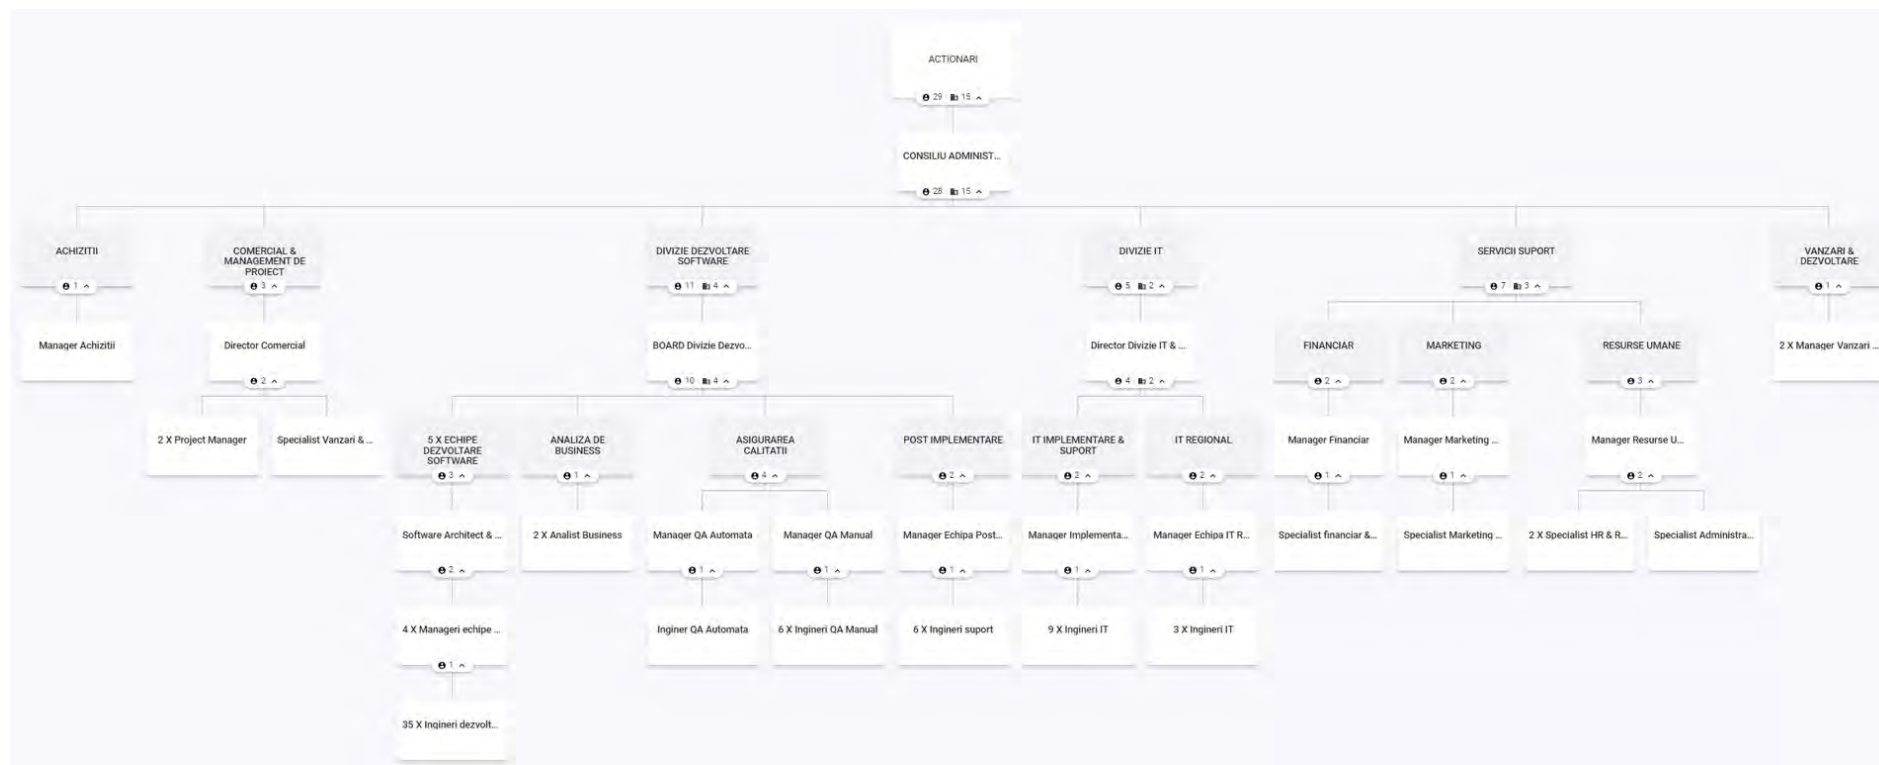 ACTIONARI
29 15
CONSILIU ADMINIST...
28 15
ACHIZITII
1
COMERCIAL &
MANAGEMENT DE
PROIECT
3
DIVIZIE DEZVOLTARE
SOFTWARE
11 4
DIVIZIE IT
5 2
SERVICII SUPORT
7 3
VANZARI &
DEZVOLTARE
1
Manager Achizitii
Director Comercial
2
BOARD Divizie Dezvo...
10 4
Director Divizie IT & ...
4 2
FINANCIAR
2
MARKETING
2
RESURSE UMANE
3
2 X Manager Vanzari ...
2 X Project Manager
Specialist Vanzari & ...
5 X ECHIPE
DEZVOLTARE
SOFTWARE
3
ANALIZA DE
BUSINESS
1
ASIGURAREA
CALITATII
4
POST IMPLEMENTARE
2
IT IMPLEMENTARE &
SUPORT
2
IT REGIONAL
2
Manager Financiar
1
Manager Marketing ...
1
Manager Resurse U...
2
Software Architect & ...
2
2 X Analist Business
Manager QA Automata
1
Manager QA Manual
1
Manager Echipa Post...
1
Manager Implementa...
1
Manager Echipa IT R...
1
Specialist financiar &...
Specialist Marketing ...
2 X Specialist HR & R...
Specialist Administra...
4 X Manageri echipe ...
1
Inginer QA Automata
6 X Ingineri QA Manual
6 X Ingineri suport
9 X Ingineri IT
3 X Ingineri IT
35 X Ingineri dezvolt...